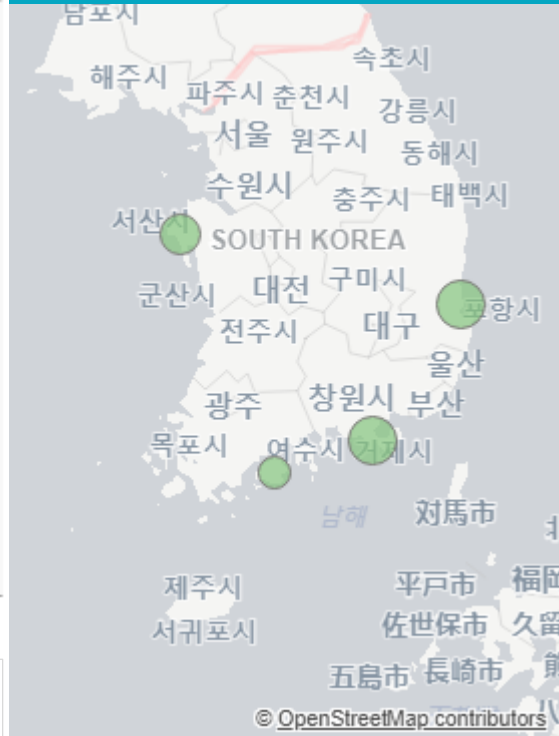 남포시
속초시
해주시
파주시
춘천시
강릉시
서울
원주시
동해시
수원시
충주시
태백시
서산시
SOUTH KOREA
군산시
대전
구미시
포항시
전주시
대구
울산
광주
창원시
부산
목포시
여수시
거제시
남해
対馬市
제주시
平戸市
福岡
서귀포시
佐世保市
久留
五島市
長崎市
© OpenStreetMap contributors